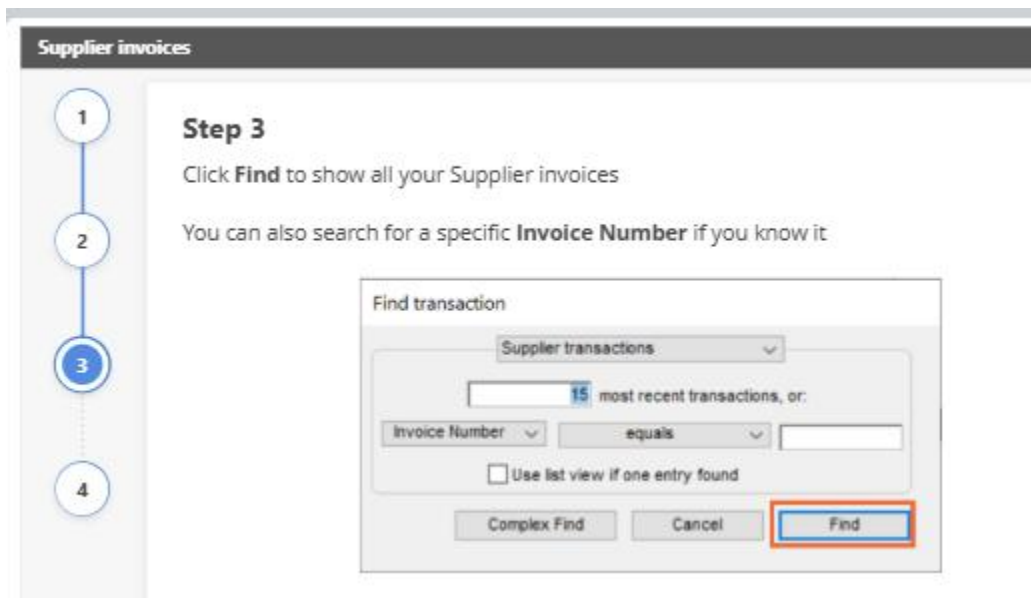 Supplier invoices
1
Step 3
Click Find to show all your Supplier invoices
2
You can also search for a specific Invoice Number if you know it
Find transaction
Supplier transactions
3
15 most recent transactions, or:
Invoice Number equals
4
Use list view if one entry found
Complex Find Cancel Find